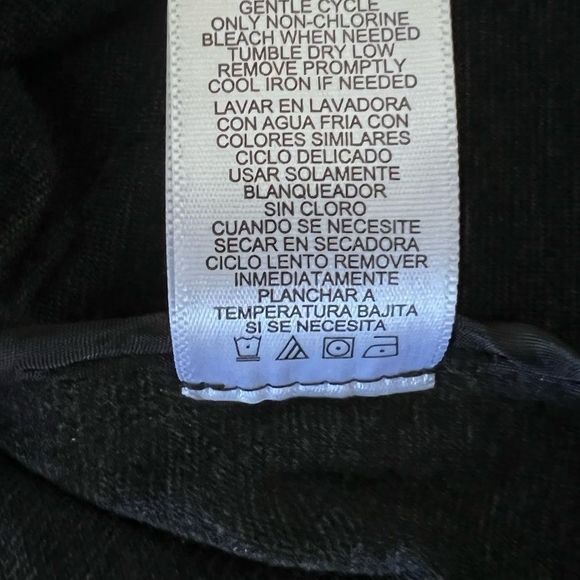 GENTLE CYCLE
ONLY NON-CHLORINE
BLEACH WHEN NEEDED
TUMBLE DRY LOW
REMOVE PROMPTLY
COOL IRON IF NEEDED
LAVAR EN LAVADORA
CON AGUA FRIA CON
COLORES SIMILARES
CICLO DELICADO
USAR SOLAMENTE
BLANQUEADOR
SIN CLORO
CUANDO SE NECESITE
SECAR EN SECADORA
CICLO LENTO REMOVER
INMEDIATAMENTE
PLANCHAR A
TEMPERATURA BAJITA
SI SE NECESITA